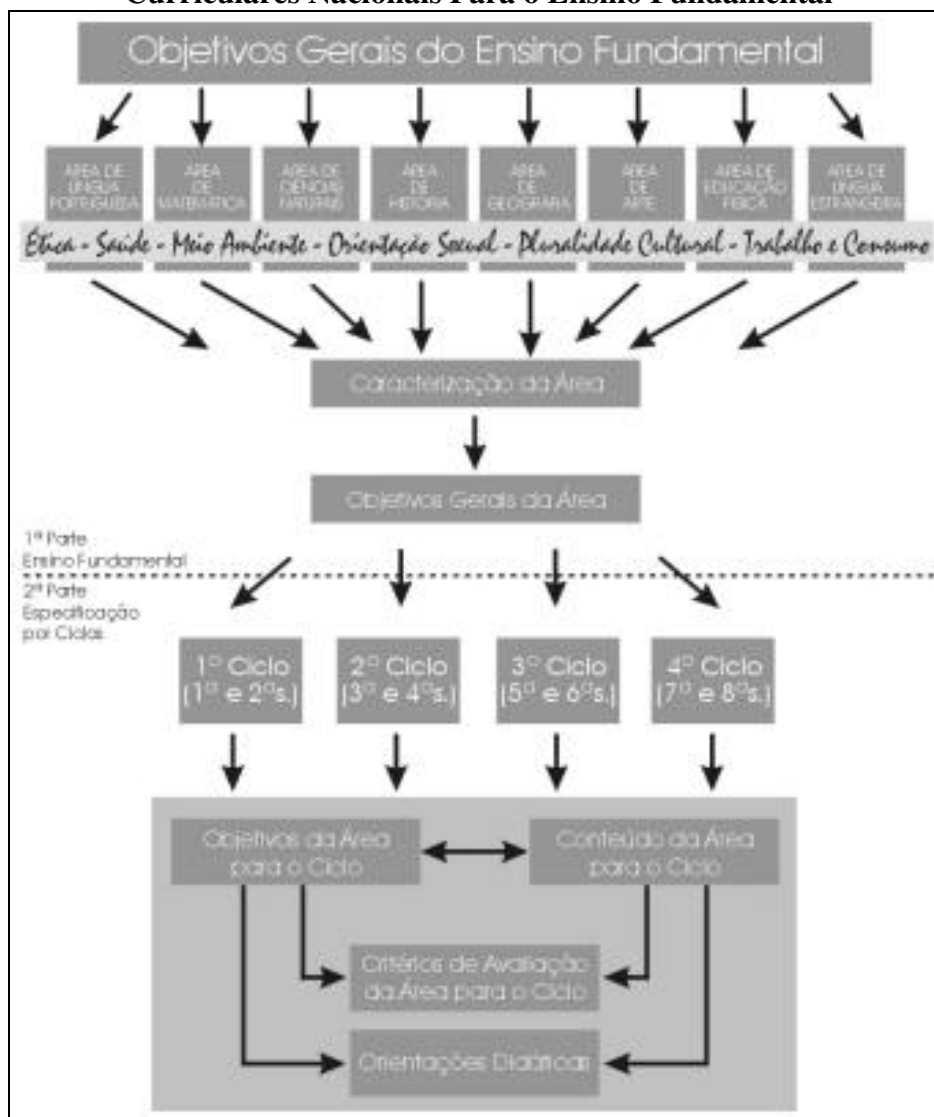 Curriculares Nacionais Para o Ensino Fundamental
Objetivos Gerais do Ensino Fundamental
ÁREA DE
LÍNGUA
PORTUGUESA
ÁREA
DE
MATEMÁTICA
ÁREA DE
CIÊNCIAS
NATURAIS
ÁREA
DE
HISTÓRIA
ÁREA
DE
GEOGRAFIA
ÁREA
DE
ARTE
ÁREA DE
EDUCAÇÃO
FÍSICA
ÁREA DE
LÍNGUA
ESTRANGEIRA
Ética - Saúde - Meio Ambiente - Orientação Sexual - Pluralidade Cultural - Trabalho e Consumo
Caracterização da Área
Objetivos Gerais da Área
1ª Parte
Ensino Fundamental
2ª Parte
Especificação
por Ciclos
1º Ciclo
(1ª e 2ªs.)
2º Ciclo
(3ª e 4ªs.)
3º Ciclo
(5ª e 6ªs.)
4º Ciclo
(7ª e 8ªs.)
Objetivos da Área
para o Ciclo
Conteúdo da Área
para o Ciclo
Critérios de Avaliação
da Área para o Ciclo
Orientações Didáticas